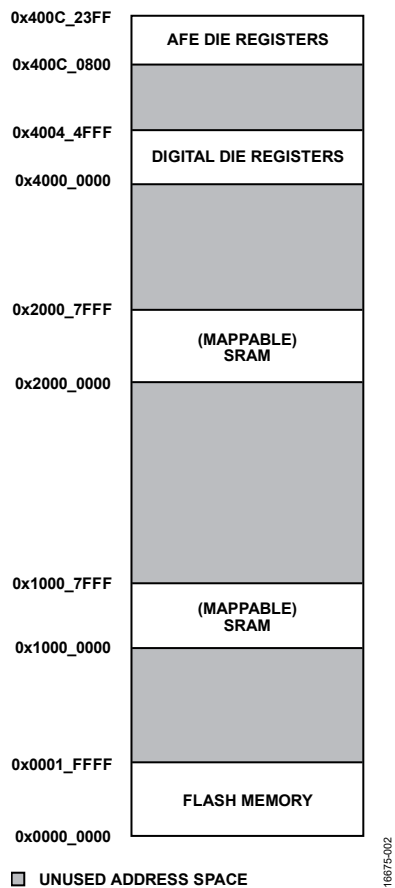 0x400C_23FF
AFE DIE REGISTERS
0x400C_0800
0x4004_4FFF
DIGITAL DIE REGISTERS
0x4000_0000
0x2000_7FFF
(MAPPABLE)
SRAM
0x2000_0000
0x1000_7FFF
(MAPPABLE)
SRAM
0x1000_0000
0x0001_FFFF
FLASH MEMORY
0x0000_0000
UNUSED ADDRESS SPACE
16675-002